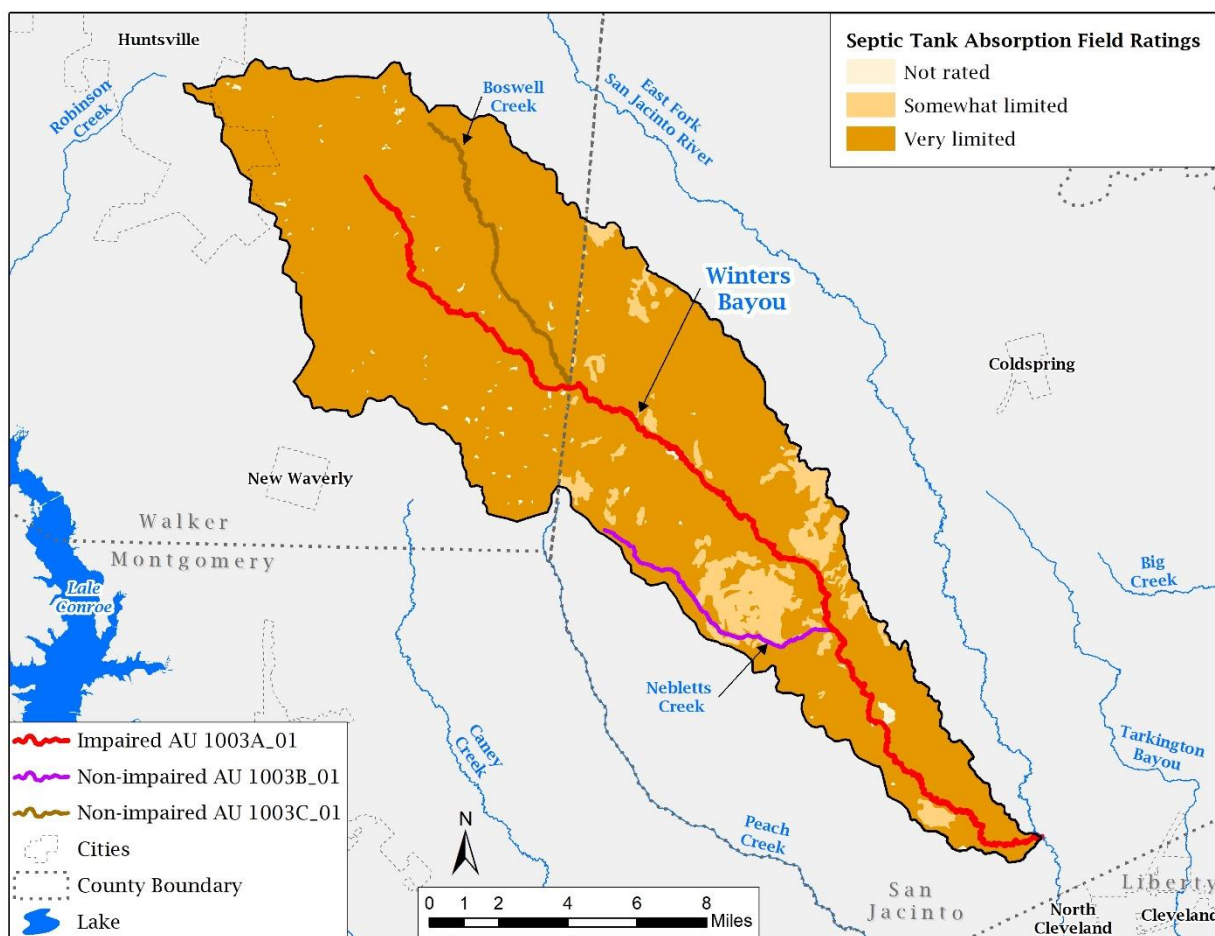 Huntsville
Robinson
Creek
Boswell
Creek
East Fork
San Jacinto River
Septic Tank Absorption Field Ratings
Not rated
Somewhat limited
Very limited
Winters
Bayou
Coldspring
New Waverly
Walker
Montgomery
Lale
Conroe
Big
Creek
Nebletts
Creek
Caney
Creek
Tarkington
Bayou
Peach
Creek
San
Jacinto
Liberty
North
Cleveland
Cleveland
Impaired AU 1003A_01
Non-impaired AU 1003B_01
Non-impaired AU 1003C_01
Cities
County Boundary
Lake
N
0 1 2 4 6 8
Miles